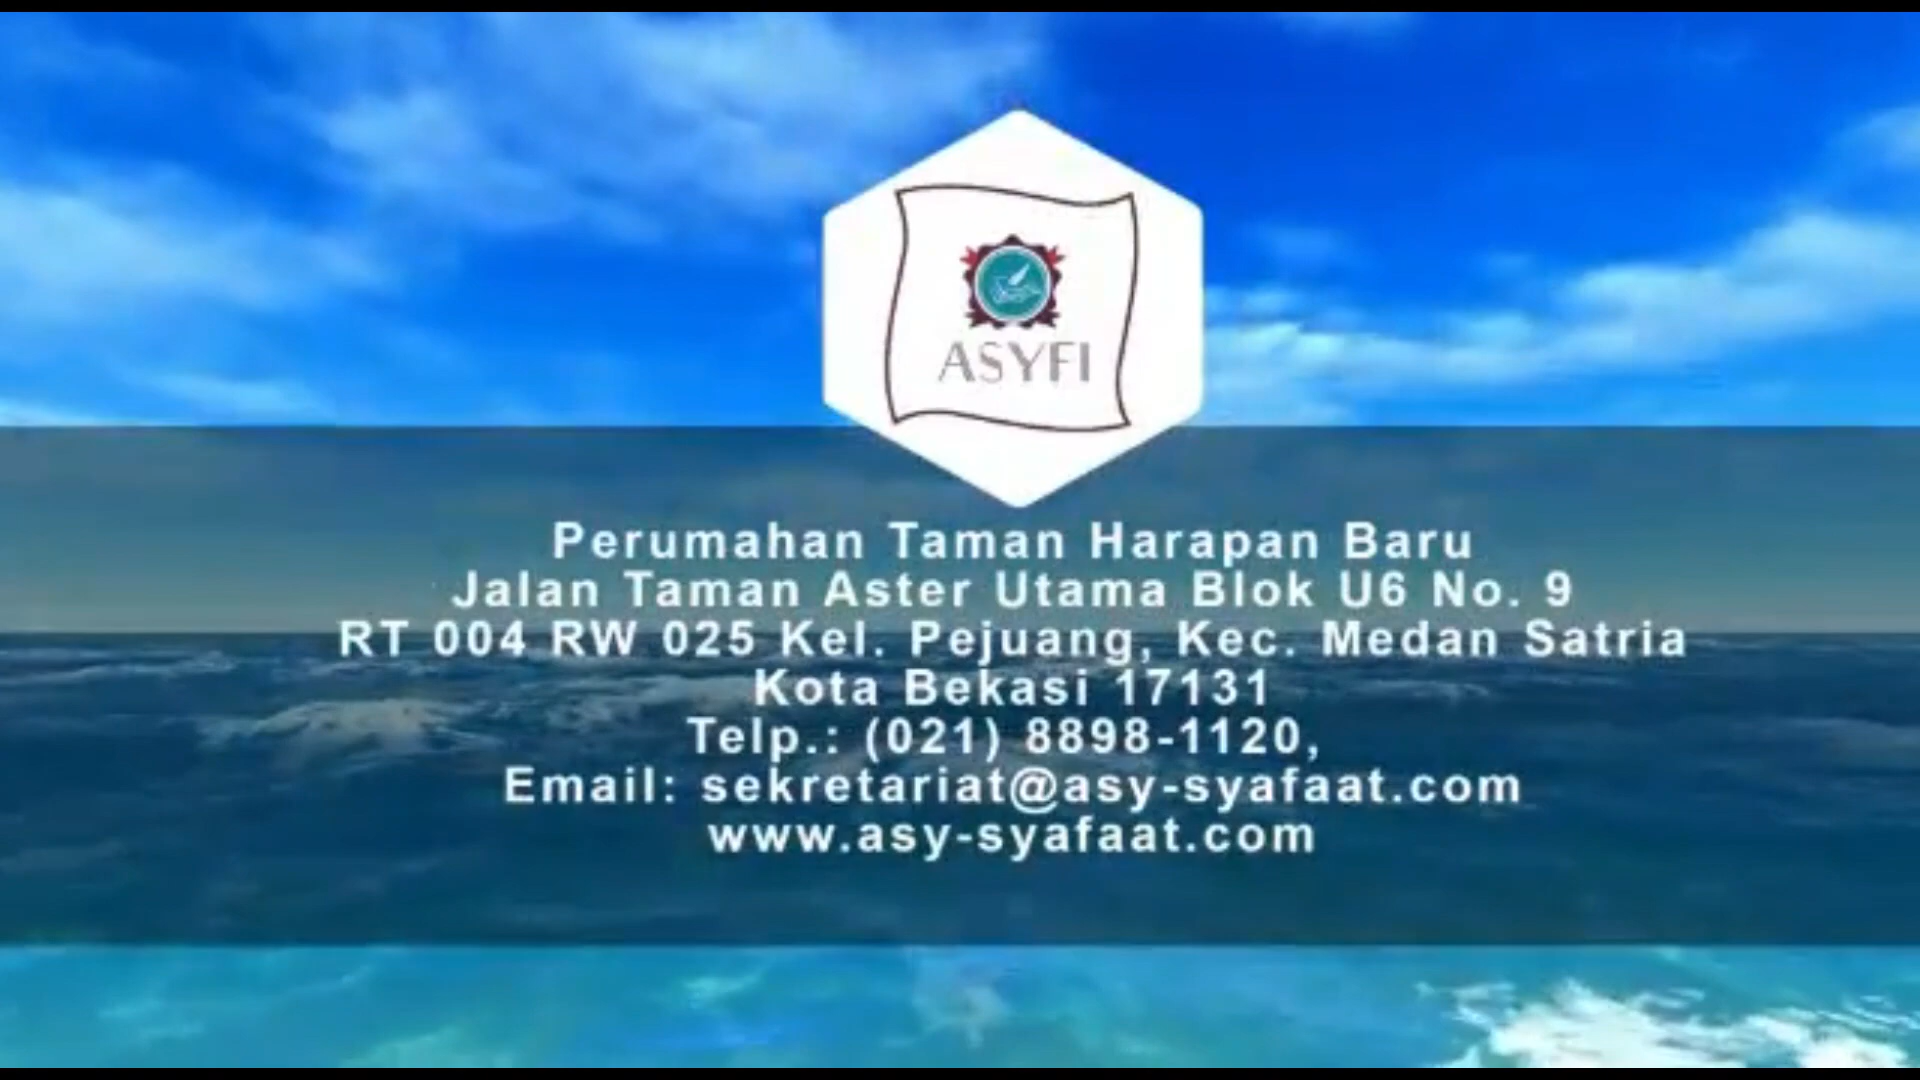 ASYFI
Perumahan Taman Harapan Baru
Jalan Taman Aster Utama Blok U6 No. 9
RT 004 RW 025 Kel. Pejuang, Kec. Medan Satria
Kota Bekasi 17131
Telp.: (021) 8898-1120,
Email: sekretariat@asy-syafaat.com
www.asy-syafaat.com